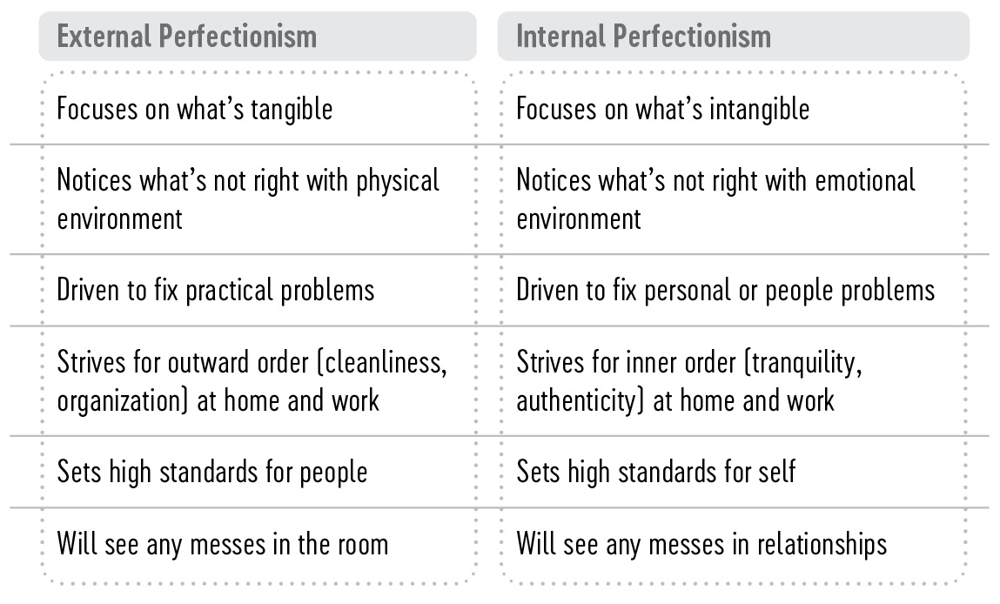 External Perfectionism
Internal Perfectionism
Focuses on what’s tangible
Focuses on what’s intangible
Notices what’s not right with physical
environment
Notices what’s not right with emotional
environment
Driven to fix practical problems
Driven to fix personal or people problems
Strives for outward order (cleanliness,
organization) at home and work
Strives for inner order (tranquility,
authenticity) at home and work
Sets high standards for people
Sets high standards for self
Will see any messes in the room
Will see any messes in relationships